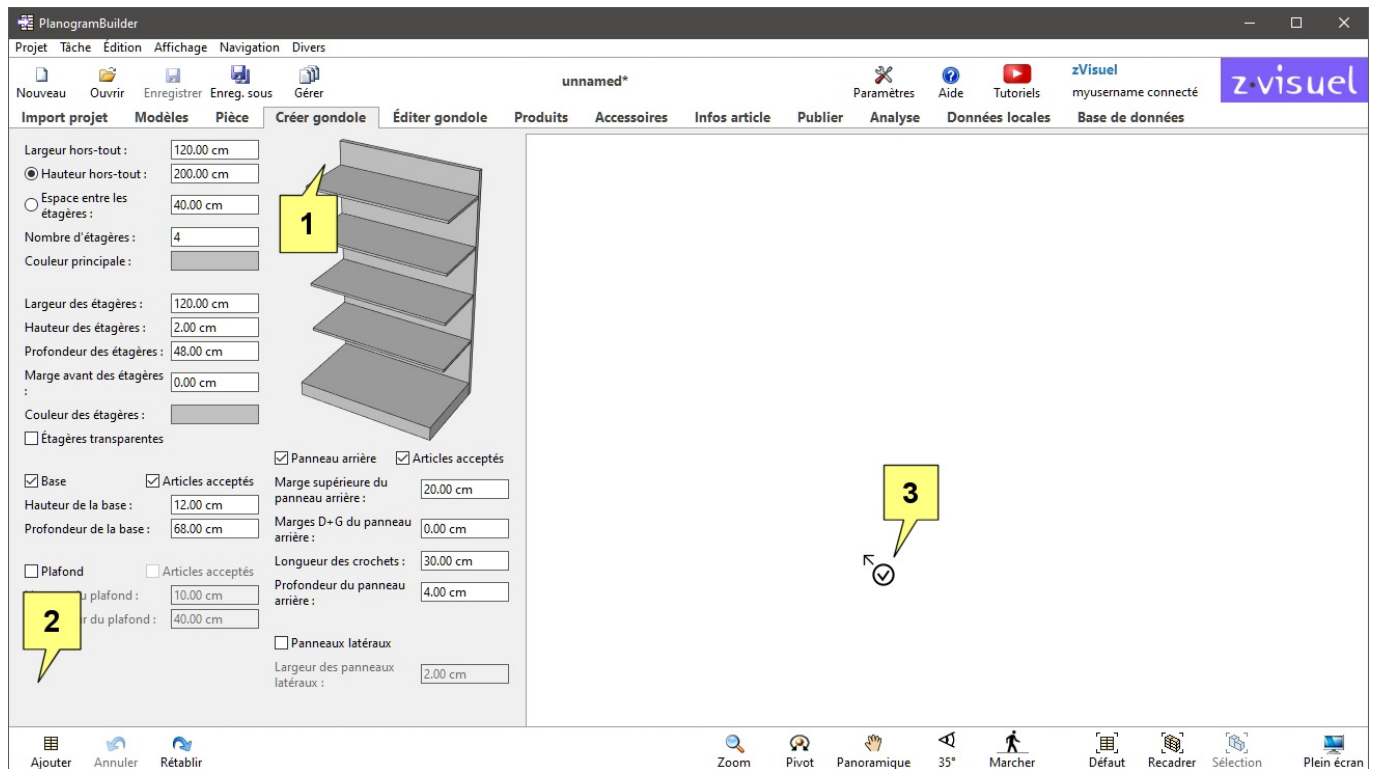 PlanogramBuilder
Projet Tâche Édition Affichage Navigation Divers
Nouveau Ouvrir Enregistrer Enreg. sous Gérer
unnamed*
Paramètres Aide Tutoriels
zVisuel
myusername connecté
z·visuel
Import projet Modèles Pièce Créer gondole Éditer gondole Produits Accessoires Infos article Publier Analyse Données locales Base de données
Largeur hors-tout : 120.00 cm
Hauteur hors-tout : 200.00 cm
Espace entre les
étagères : 40.00 cm
Nombre d'étagères : 4
Couleur principale :
Largeur des étagères : 120.00 cm
Hauteur des étagères : 2.00 cm
Profondeur des étagères : 48.00 cm
Marge avant des étagères
: 0.00 cm
Couleur des étagères :
Étagères transparentes
Base Articles acceptés
Hauteur de la base : 12.00 cm
Profondeur de la base : 68.00 cm
Plafond Articles acceptés
u plafond : 10.00 cm
r du plafond : 40.00 cm
1
2
Panneau arrière Articles acceptés
Marge supérieure du
panneau arrière : 20.00 cm
Marges D+G du panneau
arrière : 0.00 cm
Longueur des crochets : 30.00 cm
Profondeur du panneau
arrière : 4.00 cm
Panneaux latéraux
Largeur des panneaux
latéraux : 2.00 cm
3
Ajouter Annuler Rétablir
Zoom Pivot Panoramique 35° Marcher Défaut Recadrer Sélection Plein écran